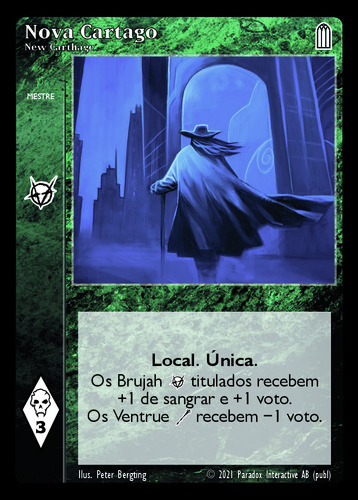 Nova Cartago
New Carthage
MESTRE
Local. Única.
Os Brujah titulados recebem
+1 de sangrar e +1 voto.
Os Ventrue recebem −1 voto.
3
Ilus. Peter Bergting © 2021 Paradox Interactive AB (publ)